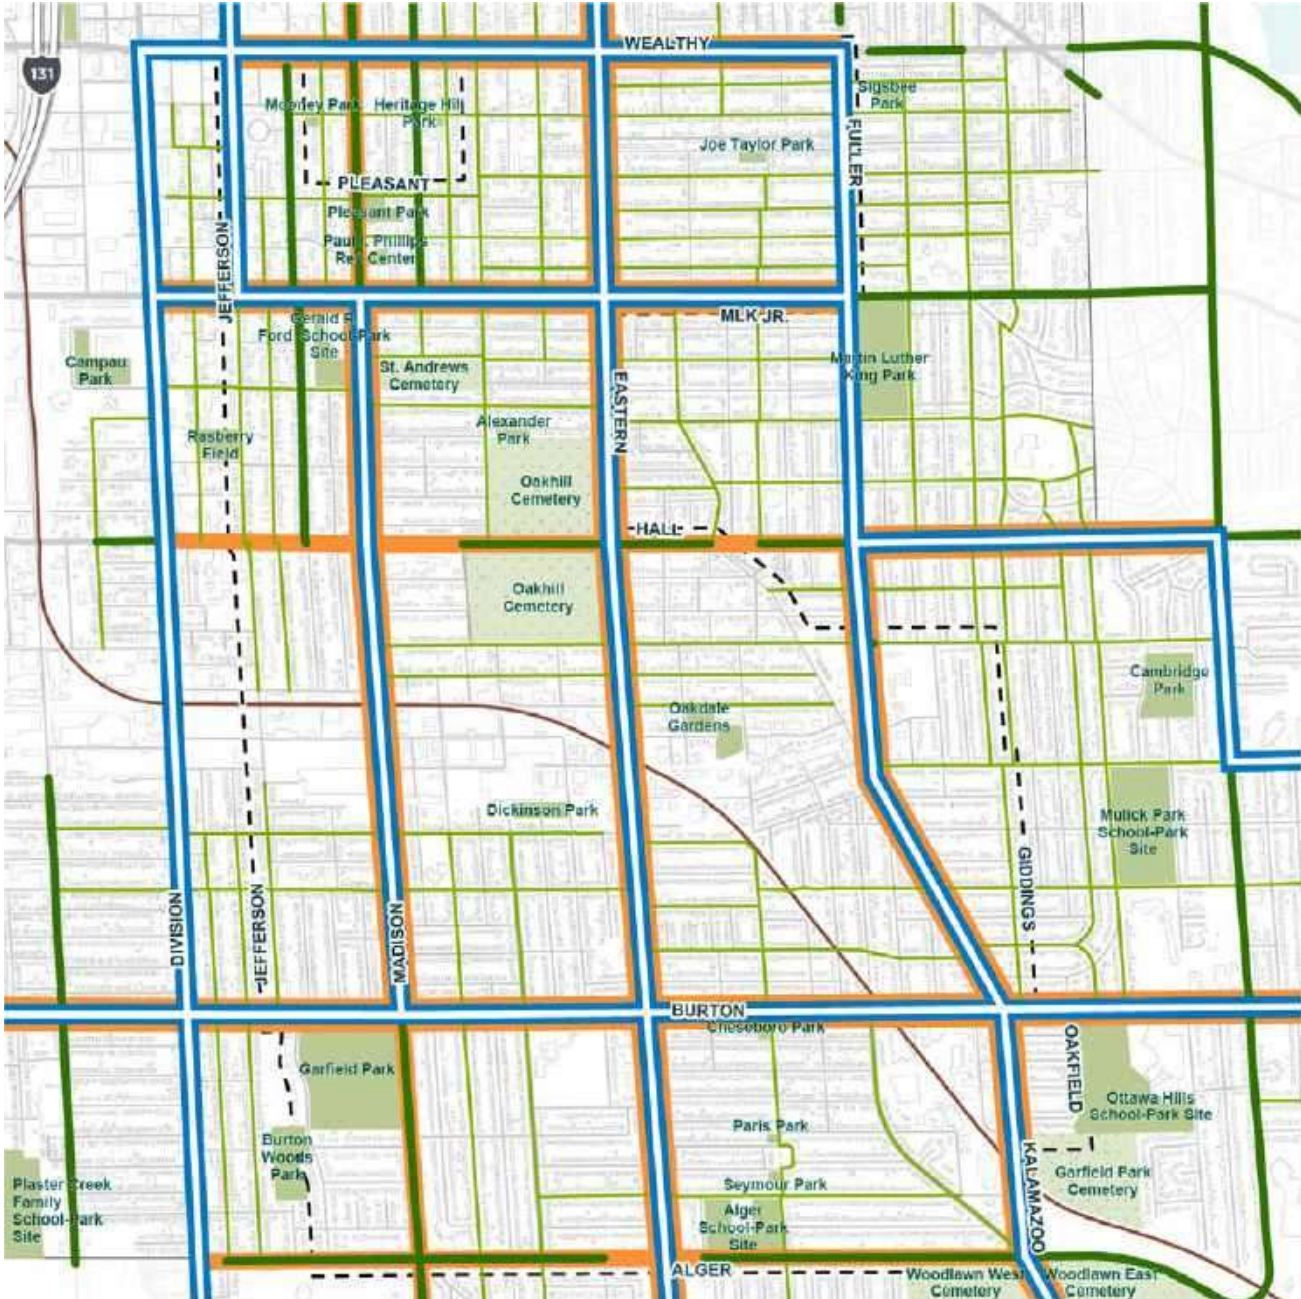 WEALTHY
131
Mooney Park
Heritage Hill
Park
Sigsbee
Park
FULLER
Joe Taylor Park
PLEASANT
Pleasant Park
JEFFERSON
Paul I. Phillips
Rec Center
MLK JR.
Gerald R
Ford School-Park
Site
Campau
Park
St. Andrews
Cemetery
Martin Luther
King Park
EASTERN
Alexander
Park
Rasberry
Field
Oakhill
Cemetery
HALL
Oakhill
Cemetery
Cambridge
Park
Oakdale
Gardens
Dickinson Park
Mulick Park
School-Park
Site
GIDDINGS
DIVISION
JEFFERSON
MADISON
BURTON
Cheseboro Park
OAKFIELD
Garfield Park
Ottawa Hills
School-Park Site
Paris Park
Burton
Woods
Park
KALAMAZOO
Garfield Park
Cemetery
Plaster Creek
Family
School-Park
Site
Seymour Park
Alger
School-Park
Site
ALGER
Woodlawn West
Cemetery
Woodlawn East
Cemetery